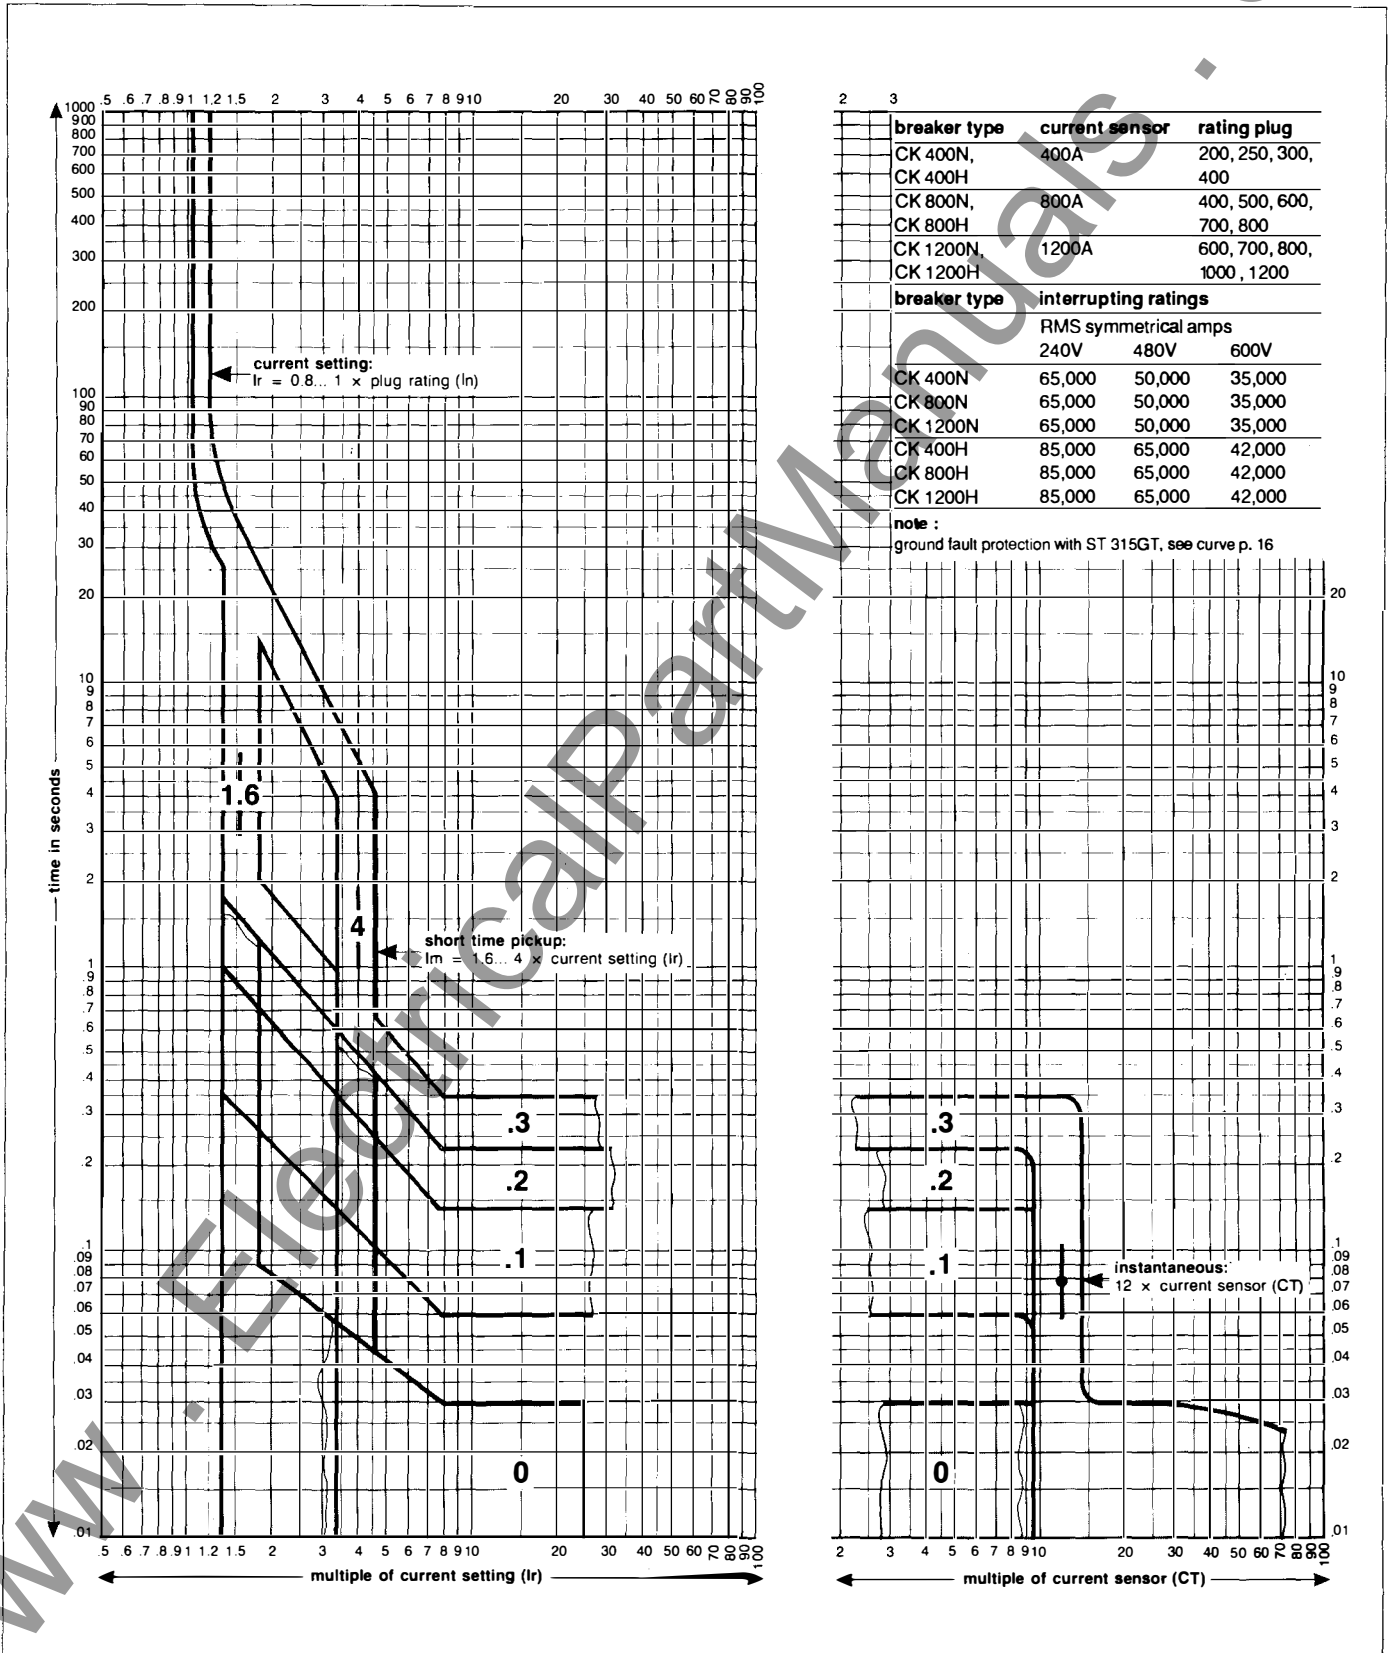 .5 .6 .7 .8 .9 1 1.2 1.5 2 3 4 5 6 7 8 9 10 20 30 40 50 60 70 80 90 100
1000
900
800
700
600
500
400
300
200
100
90
80
70
60
50
40
30
20
10
9
8
7
6
5
4
3
2
1
.9
.8
.7
.6
.5
.4
.3
.2
.1
.09
.08
.07
.06
.05
.04
.03
.02
.01
time in seconds
current setting:
Ir = 0.8... 1 × plug rating (In)
1.6
4
short time pickup:
Im = 1.6... 4 × current setting (Ir)
.3
.2
.1
0
.5 .6 .7 .8 .9 1 1.2 1.5 2 3 4 5 6 7 8 9 10 20 30 40 50 60 70 80 90 100
multiple of current setting (Ir)
2 3
breaker type current sensor rating plug
CK 400N, 400A 200, 250, 300,
CK 400H 400
CK 800N, 800A 400, 500, 600,
CK 800H 700, 800
CK 1200N, 1200A 600, 700, 800,
CK 1200H 1000 , 1200
breaker type interrupting ratings
RMS symmetrical amps
240V 480V 600V
CK 400N 65,000 50,000 35,000
CK 800N 65,000 50,000 35,000
CK 1200N 65,000 50,000 35,000
CK 400H 85,000 65,000 42,000
CK 800H 85,000 65,000 42,000
CK 1200H 85,000 65,000 42,000
note :
ground fault protection with ST 315GT, see curve p. 16
20
10
9
8
7
6
5
4
3
2
1
.9
.8
.7
.6
.5
.4
.3
.2
.1
.09
.08
.07
.06
.05
.04
.03
.02
.01
.3
.2
.1
0
instantaneous:
12 × current sensor (CT)
2 3 4 5 6 7 8 9 10 20 30 40 50 60 70 80 90 100
multiple of current sensor (CT)
w . ElectricalPartManuals .